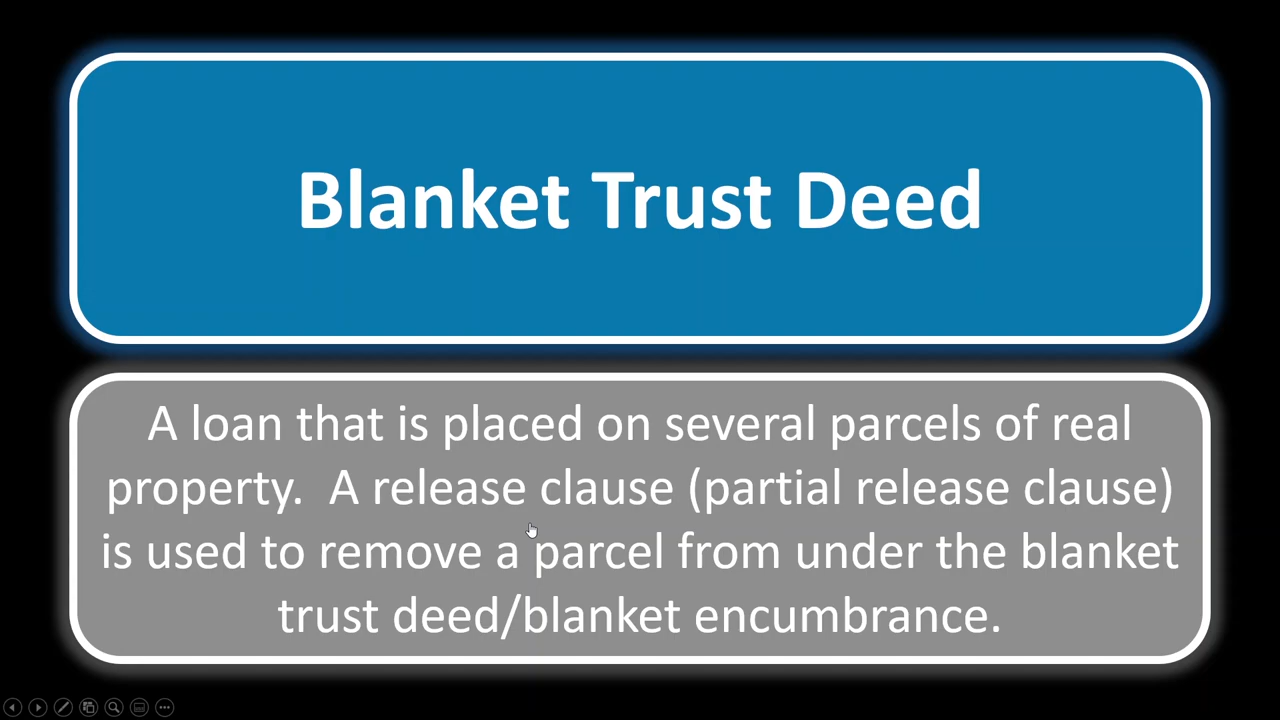 Blanket Trust Deed
A loan that is placed on several parcels of real
property.  A release clause (partial release clause)
is used to remove a parcel from under the blanket
trust deed/blanket encumbrance.